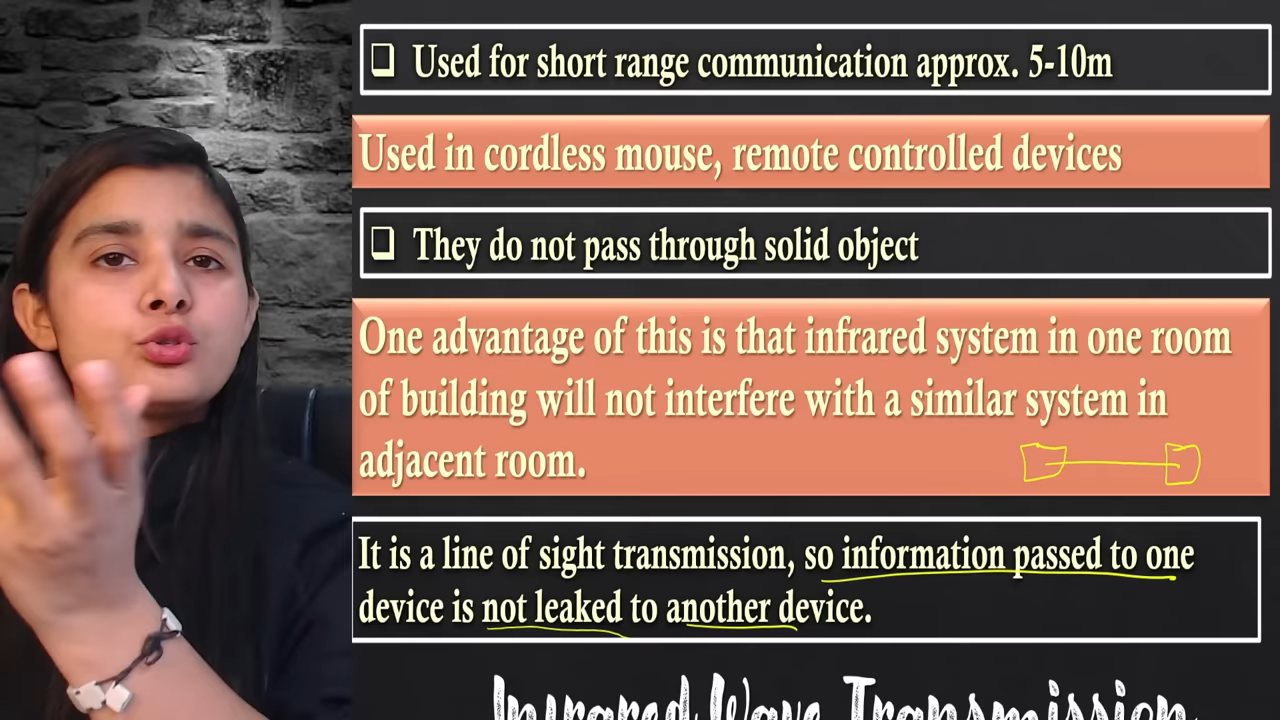 ❑ Used for short range communication approx. 5-10m
Used in cordless mouse, remote controlled devices
❑ They do not pass through solid object
One advantage of this is that infrared system in one room
of building will not interfere with a similar system in
adjacent room.
It is a line of sight transmission, so information passed to one
device is not leaked to another device.
Infrared Wave Transmission